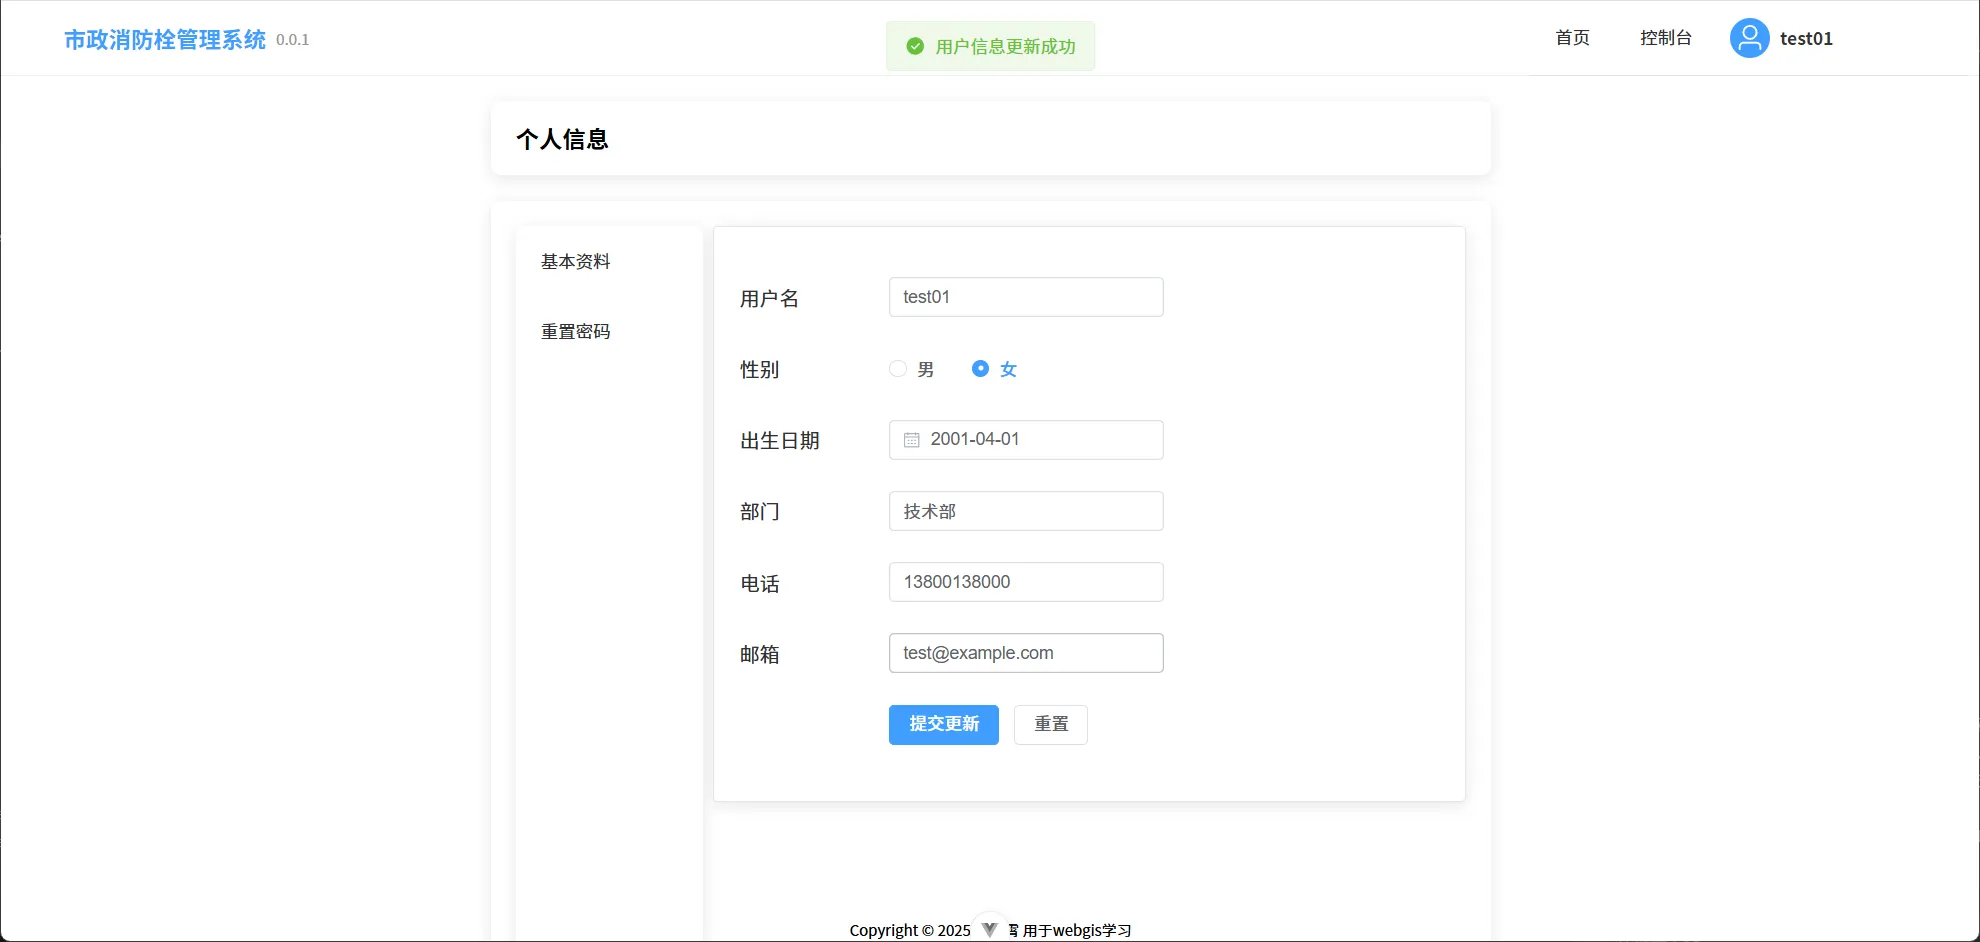 市政消防栓管理系统 0.0.1
用户信息更新成功
首页 控制台 test01
个人信息
基本资料
重置密码
用户名 test01
性别 男 女
出生日期 2001-04-01
部门 技术部
电话 13800138000
邮箱 test@example.com
提交更新 重置
Copyright © 2025 用于webgis学习